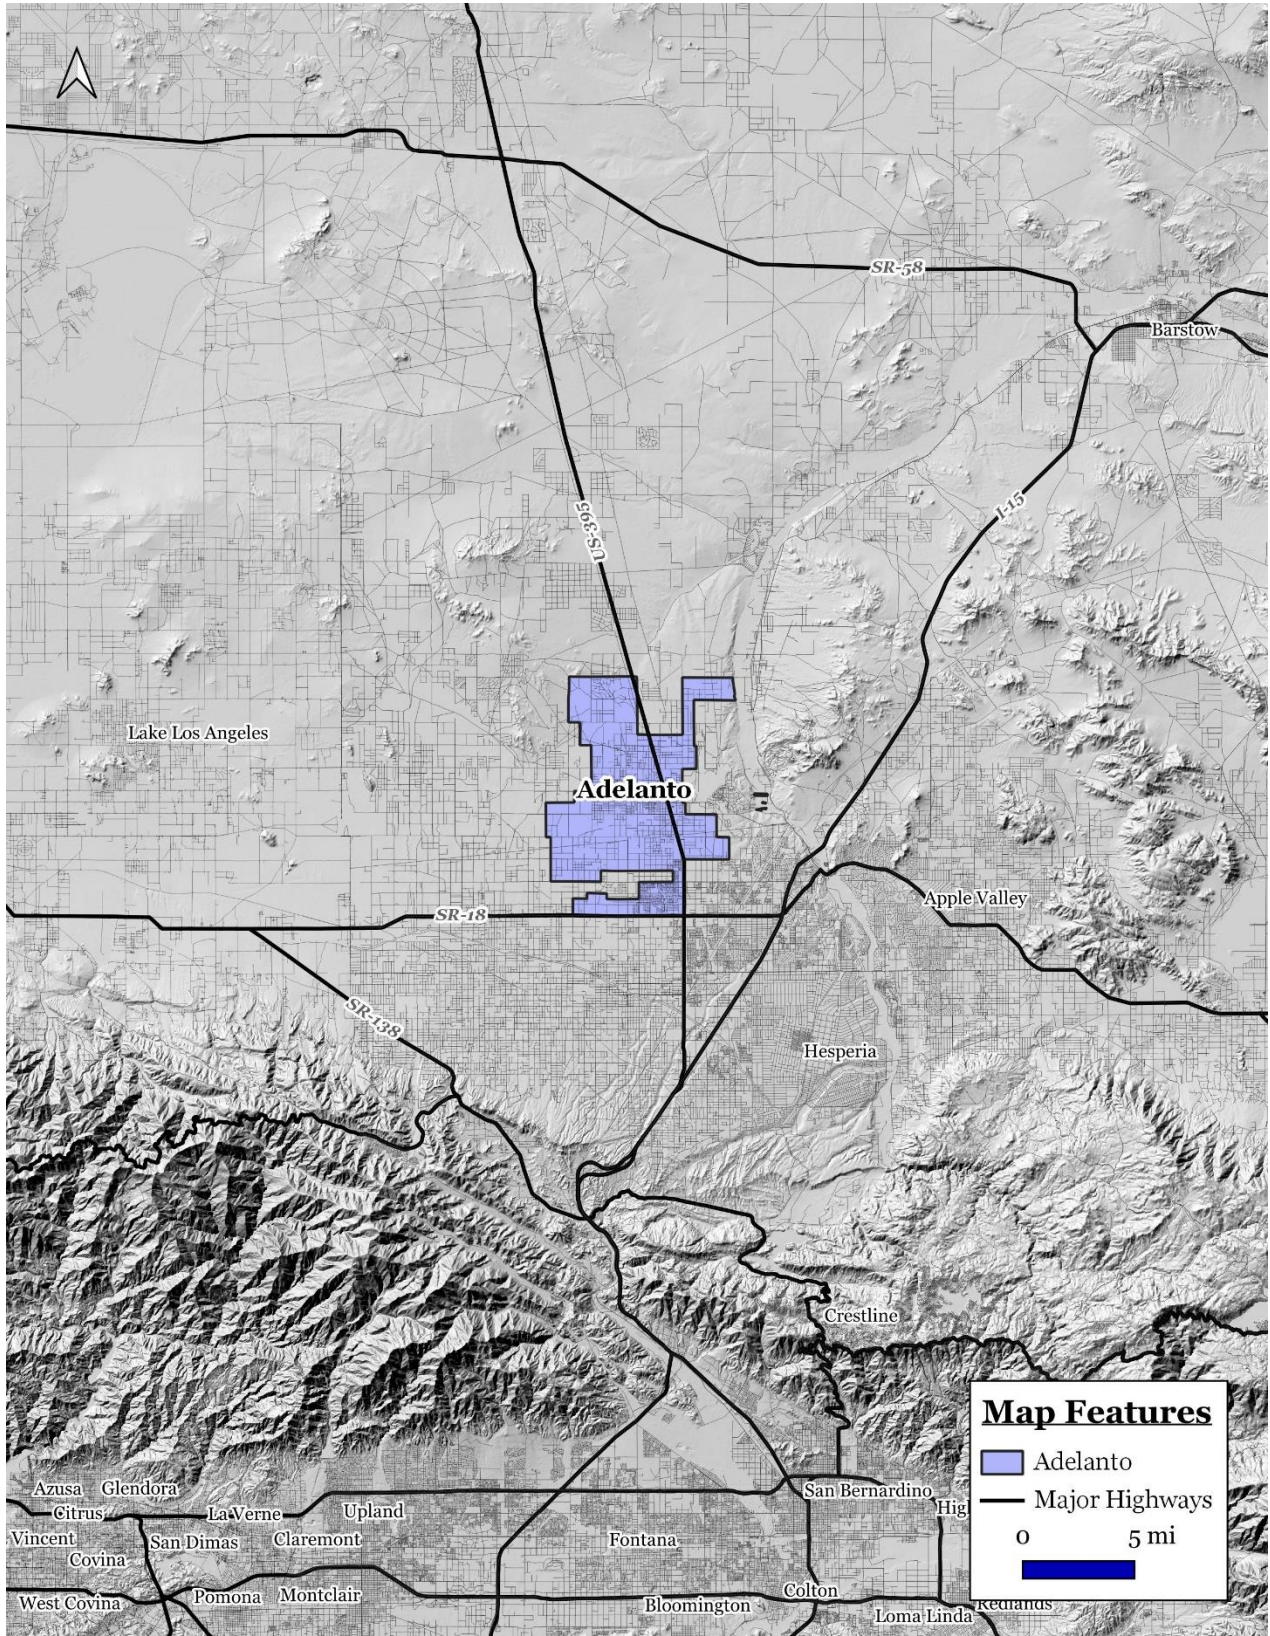 SR-58
Barstow
US-395
I-15
Lake Los Angeles
Adelanto
Apple Valley
SR-18
SR-138
Hesperia
Crestline
Map Features
Adelanto
Major Highways
0 5 mi
Azusa
Glendora
Citrus
La Verne
Upland
San Bernardino
High
Vincent
San Dimas
Claremont
Fontana
Covina
West Covina
Pomona
Montclair
Bloomington
Colton
Loma Linda
Redlands